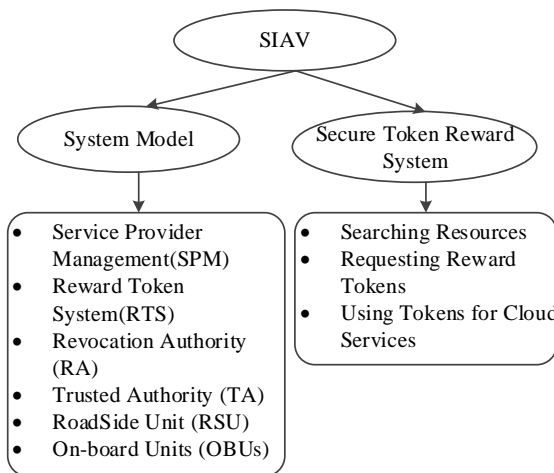 SIAV
System Model
Secure Token Reward
System
• Service Provider
Management(SPM)
• Reward Token
System(RTS)
• Revocation Authority
(RA)
• Trusted Authority (TA)
• RoadSide Unit (RSU)
• On-board Units (OBUs)
• Searching Resources
• Requesting Reward
Tokens
• Using Tokens for Cloud
Services